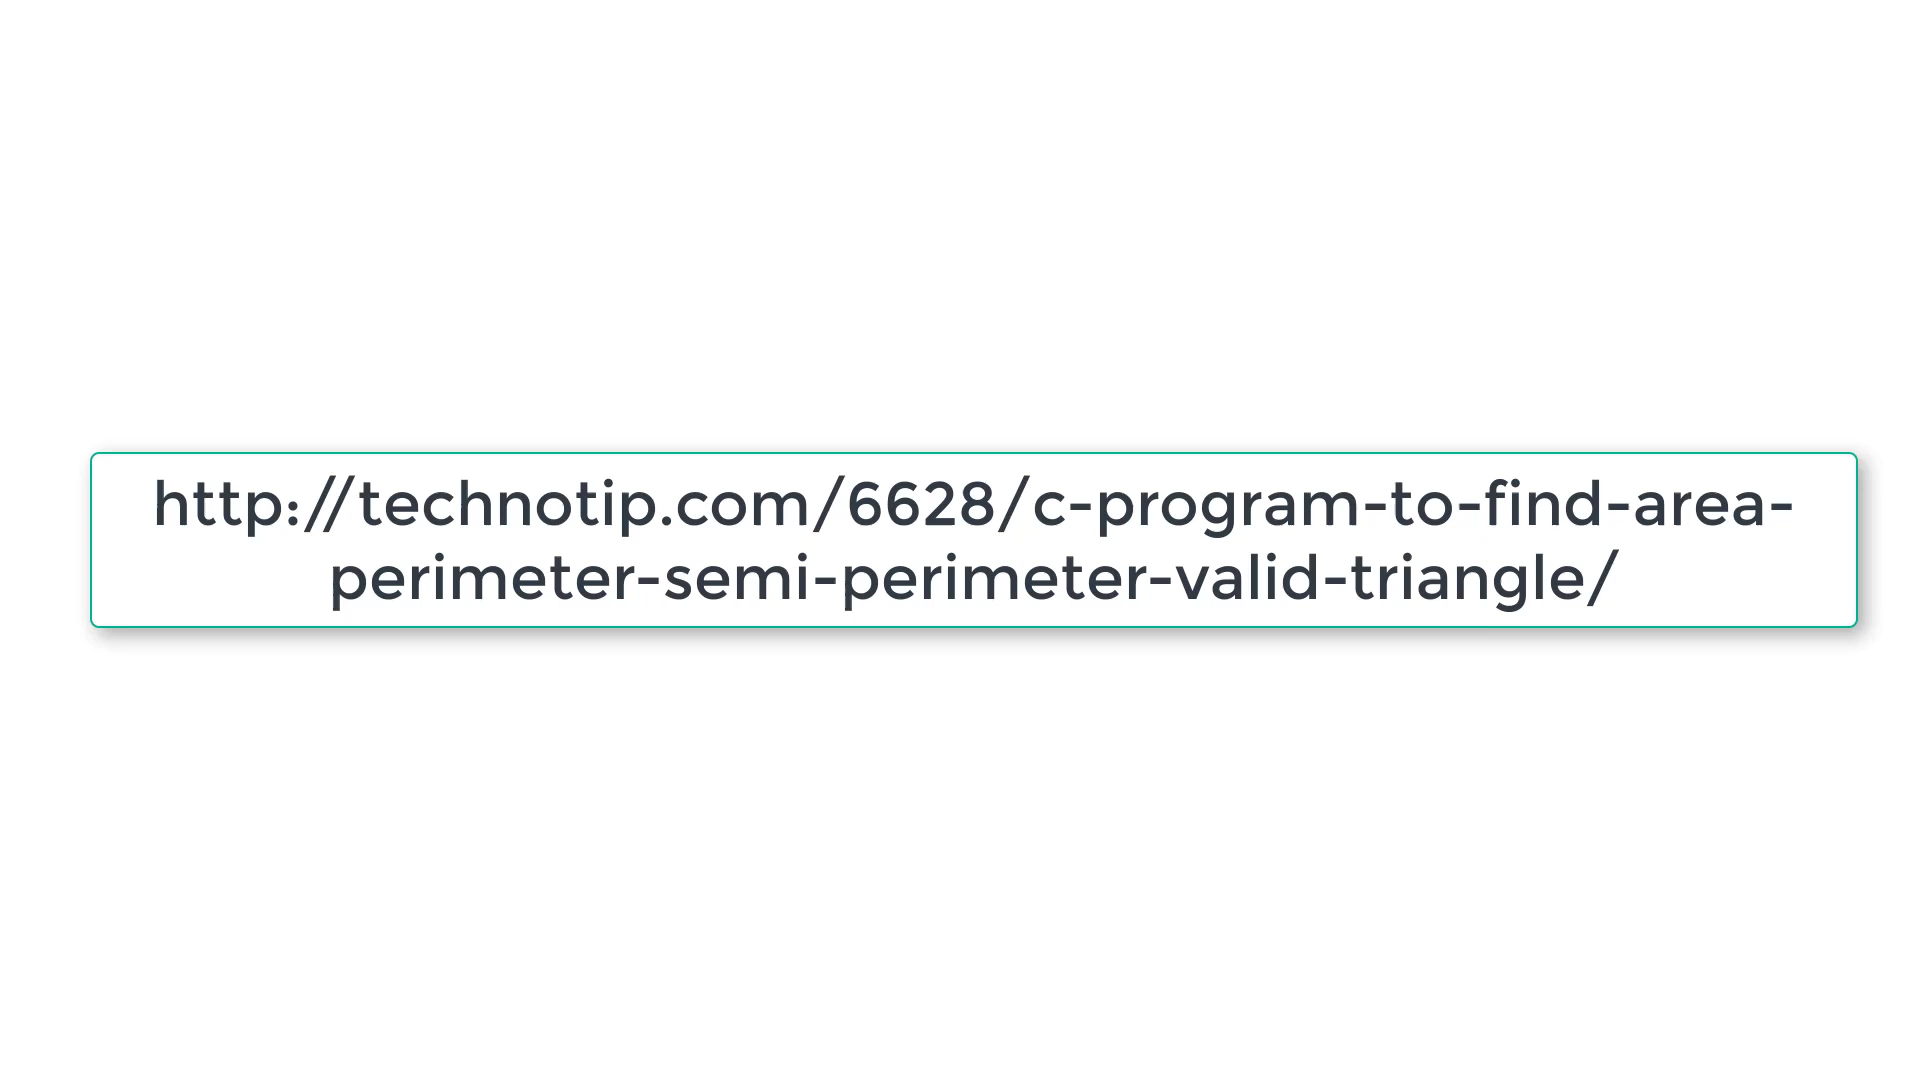 http://technotip.com/6628/c-program-to-find-area-
perimeter-semi-perimeter-valid-triangle/